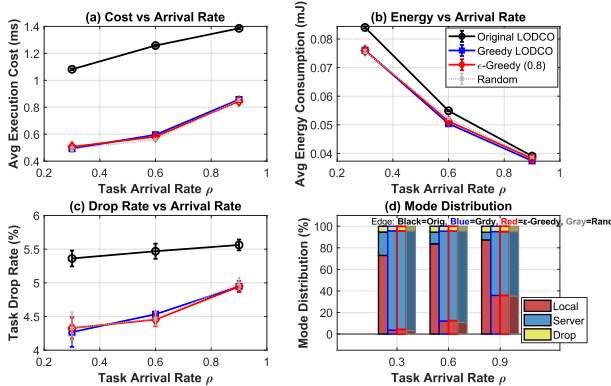 (a) Cost vs Arrival Rate
Avg Execution Cost (ms)
1.4
1.2
1
0.8
0.6
0.4
0.2
0.4
0.6
0.8
1
Task Arrival Rate ρ
(b) Energy vs Arrival Rate
Avg Energy Consumption (mJ)
0.08
0.07
0.06
0.05
0.04
0.2
0.4
0.6
0.8
1
Task Arrival Rate ρ
Original LODCO
Greedy LODCO
ϵ-Greedy (0.8)
Random
(c) Drop Rate vs Arrival Rate
Task Drop Rate (%)
6
5.5
5
4.5
4
0.2
0.4
0.6
0.8
1
Task Arrival Rate ρ
(d) Mode Distribution
Edge: Black=Orig, Blue=Grdy, Red=ε-Greedy, Gray=Ran
Mode Distribution (%)
100
80
60
40
20
0
0.3
0.6
0.9
Task Arrival Rate ρ
Local
Server
Drop